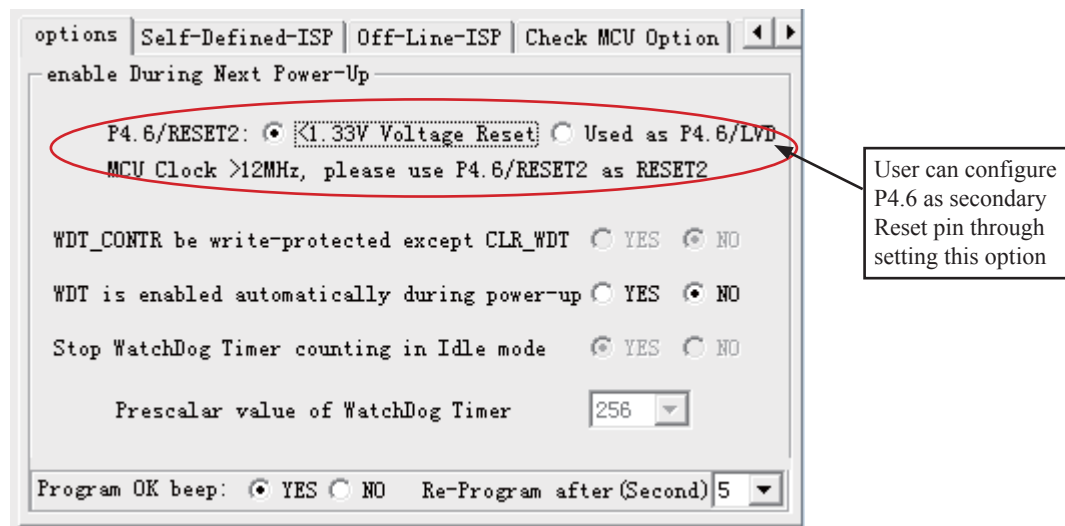 options Self-Defined-ISP Off-Line-ISP Check MCU Option
enable During Next Power-Up
P4.6/RESET2: <1.33V Voltage Reset Used as P4.6/LVD
MCU Clock >12MHz, please use P4.6/RESET2 as RESET2
User can configure
P4.6 as secondary
Reset pin through
setting this option
WDT_CONTR be write-protected except CLR_WDT YES NO
WDT is enabled automatically during power-up YES NO
Stop WatchDog Timer counting in Idle mode YES NO
Prescalar value of WatchDog Timer 256
Program OK beep: YES NO Re-Program after(Second) 5